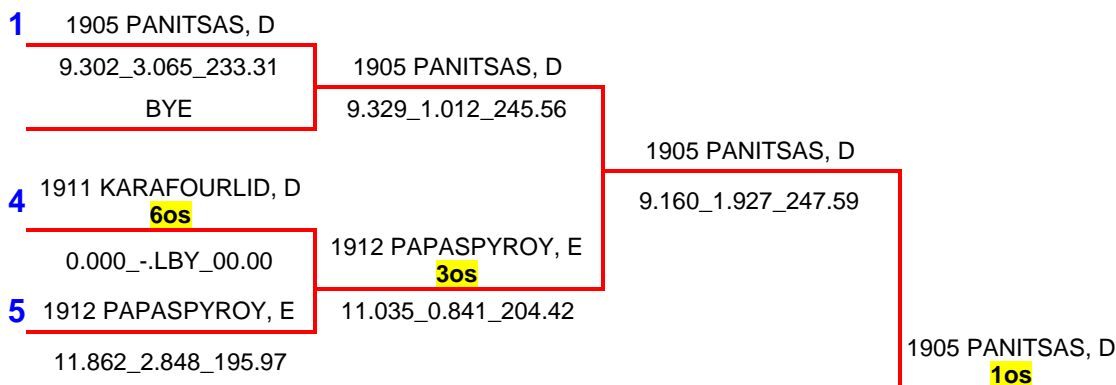 1
1905 PANITSAS, D
9.302_3.065_233.31
BYE
1905 PANITSAS, D
9.329_1.012_245.56
1905 PANITSAS, D
9.160_1.927_247.59
4
1911 KARAFOURLID, D
6os
0.000_-.LBY_00.00
1912 PAPASPYROY, E
3os
11.035_0.841_204.42
5
1912 PAPASPYROY, E
11.862_2.848_195.97
1905 PANITSAS, D
1os